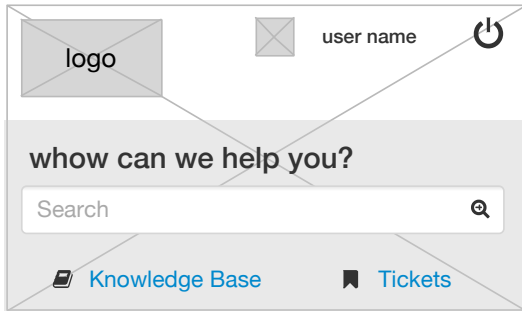 logo
user name
whow can we help you?
Search
Knowledge Base
Tickets